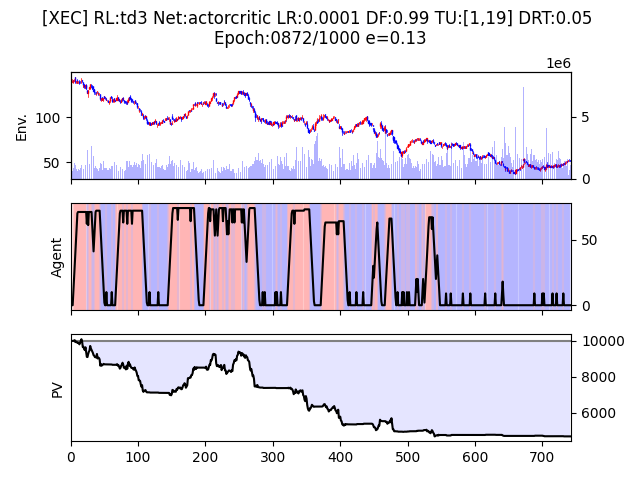 [XEC] RL:td3 Net:actorcritic LR:0.0001 DF:0.99 TU:[1,19] DRT:0.05
Epoch:0872/1000 e=0.13
1e6
Env.
100
50
5
0
Agent
50
0
PV
10000
8000
6000
0 100 200 300 400 500 600 700